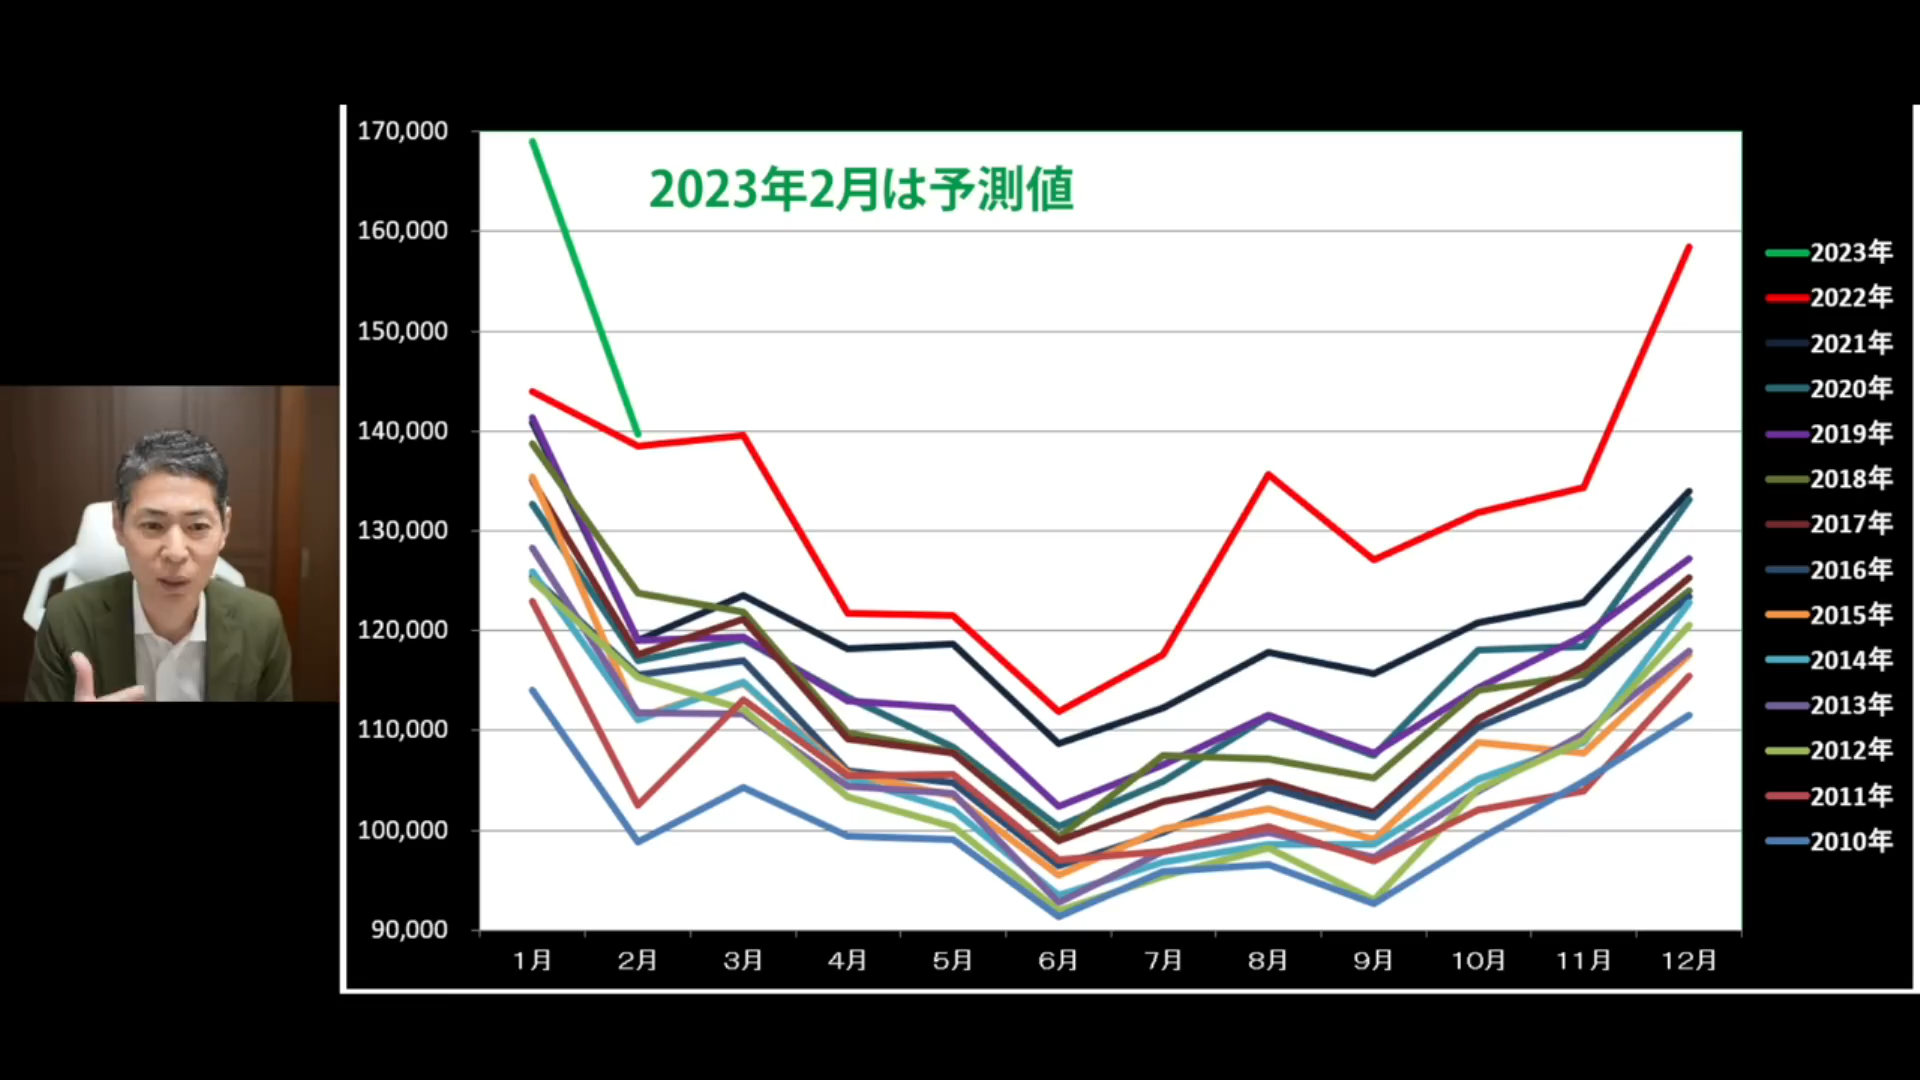 2023年2月は予測値
170,000
160,000
150,000
140,000
130,000
120,000
110,000
100,000
90,000
1月 2月 3月 4月 5月 6月 7月 8月 9月 10月 11月 12月
2023年
2022年
2021年
2020年
2019年
2018年
2017年
2016年
2015年
2014年
2013年
2012年
2011年
2010年